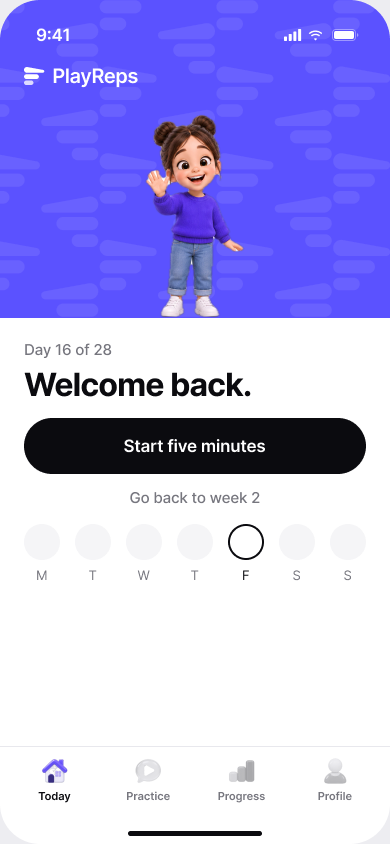 9:41
PlayReps
Day 16 of 28
Welcome back.
Start five minutes
Go back to week 2
M T W T F S S
Today Practice Progress Profile